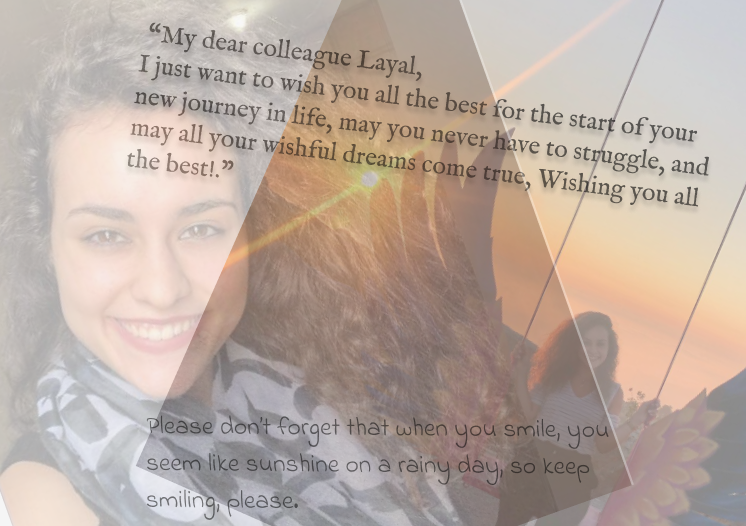 “My dear colleague Layal,
I just want to wish you all the best for the start of your
new journey in life, may you never have to struggle, and
may all your wishful dreams come true, Wishing you all
the best!.”
Please don't forget that when you smile, you
seem like sunshine on a rainy day, so keep
smiling, please.